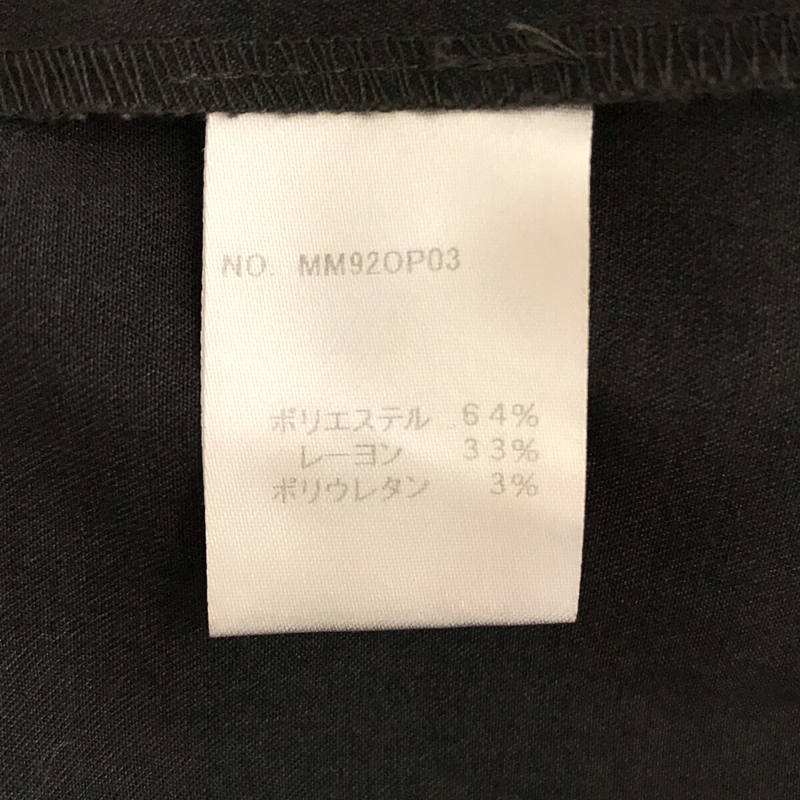 NO. MM92OP03
ポリエステル 64%
レーヨン 33%
ポリウレタン 3%